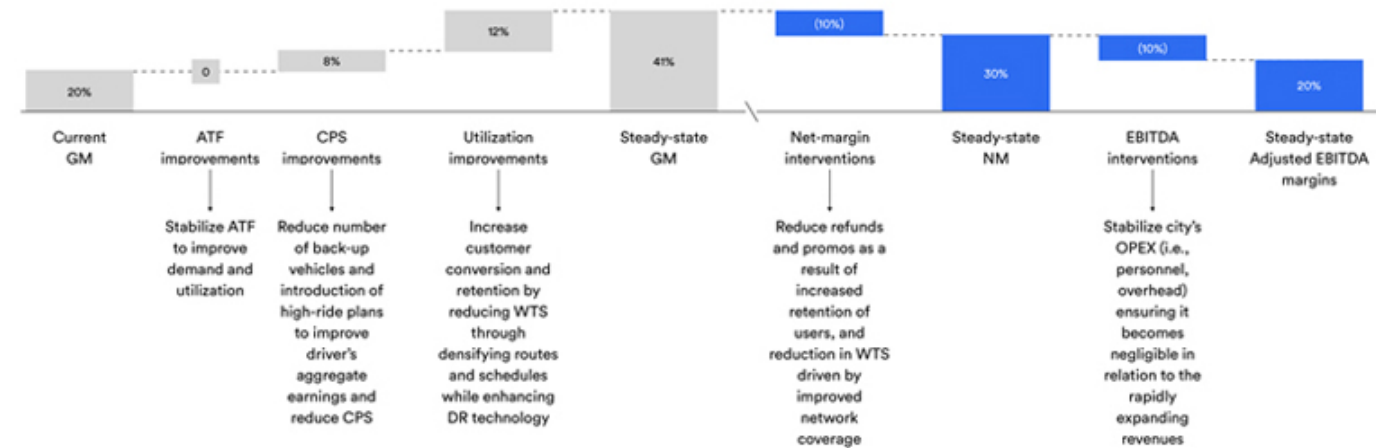 20%
0
8%
12%
41%
(10%)
30%
(10%)
20%
Current
GM
ATF
improvements
CPS
improvements
Utilization
improvements
Steady-state
GM
Net-margin
interventions
Steady-state
NM
EBITDA
interventions
Steady-state
Adjusted EBITDA
margins
Stabilize ATF
to improve
demand and
utilization
Reduce number
of back-up
vehicles and
introduction of
high-ride plans
to improve
driver's
aggregate
earnings and
reduce CPS
Increase
customer
conversion and
retention by
reducing WTS
through
densifying routes
and schedules
while enhancing
DR technology
Reduce refunds
and promos as a
result of
increased
retention of
users, and
reduction in WTS
driven by
improved
network
coverage
Stabilize city's
OPEX (i.e.,
personnel,
overhead)
ensuring it
becomes
negligible in
relation to the
rapidly
expanding
revenues